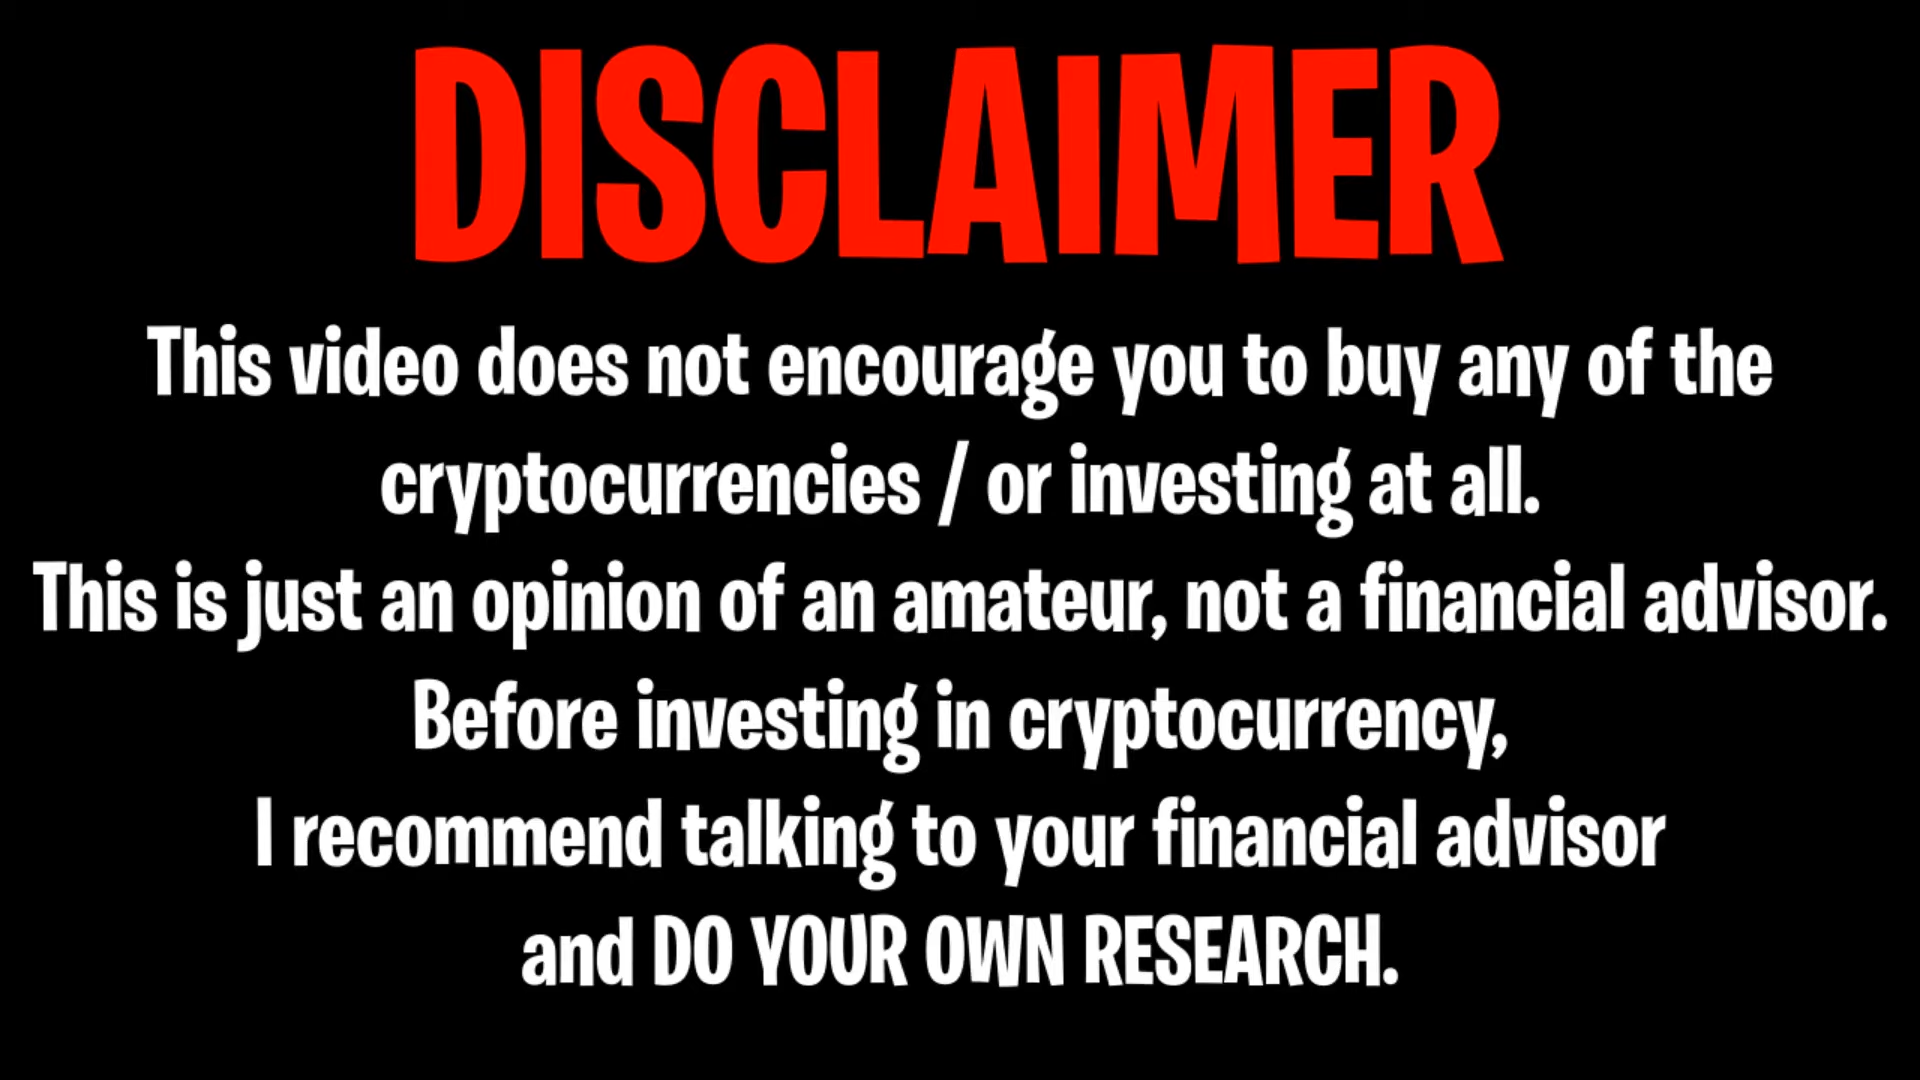 DISCLAIMER
This video does not encourage you to buy any of the
cryptocurrencies / or investing at all.
This is just an opinion of an amateur, not a financial advisor.
Before investing in cryptocurrency,
I recommend talking to your financial advisor
and DO YOUR OWN RESEARCH.